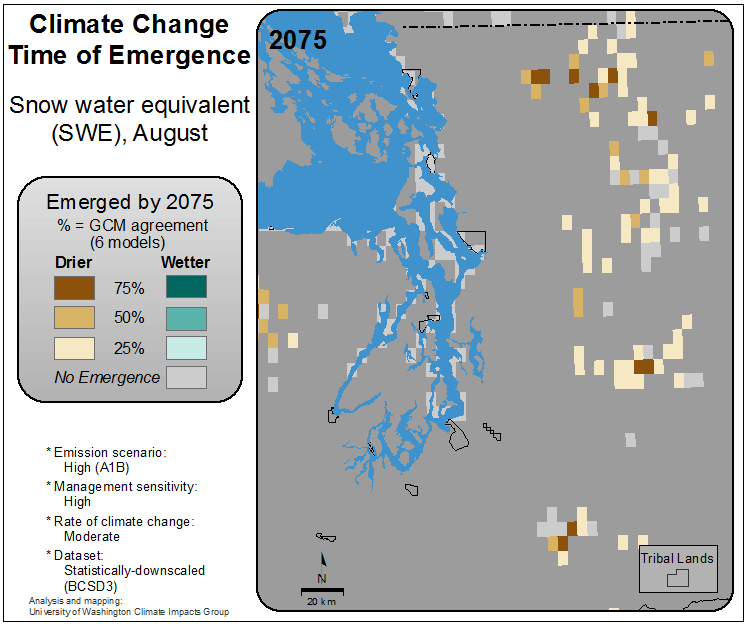 Climate Change
Time of Emergence
Snow water equivalent
(SWE), August
Emerged by 2075
% = GCM agreement
(6 models)
Drier
Wetter
75%
50%
25%
No Emergence
* Emission scenario:
High (A1B)
* Management sensitivity:
High
* Rate of climate change:
Moderate
* Dataset:
Statistically-downscaled
(BCSD3)
Analysis and mapping:
University of Washington Climate Impacts Group
2075
N
20 km
Tribal Lands